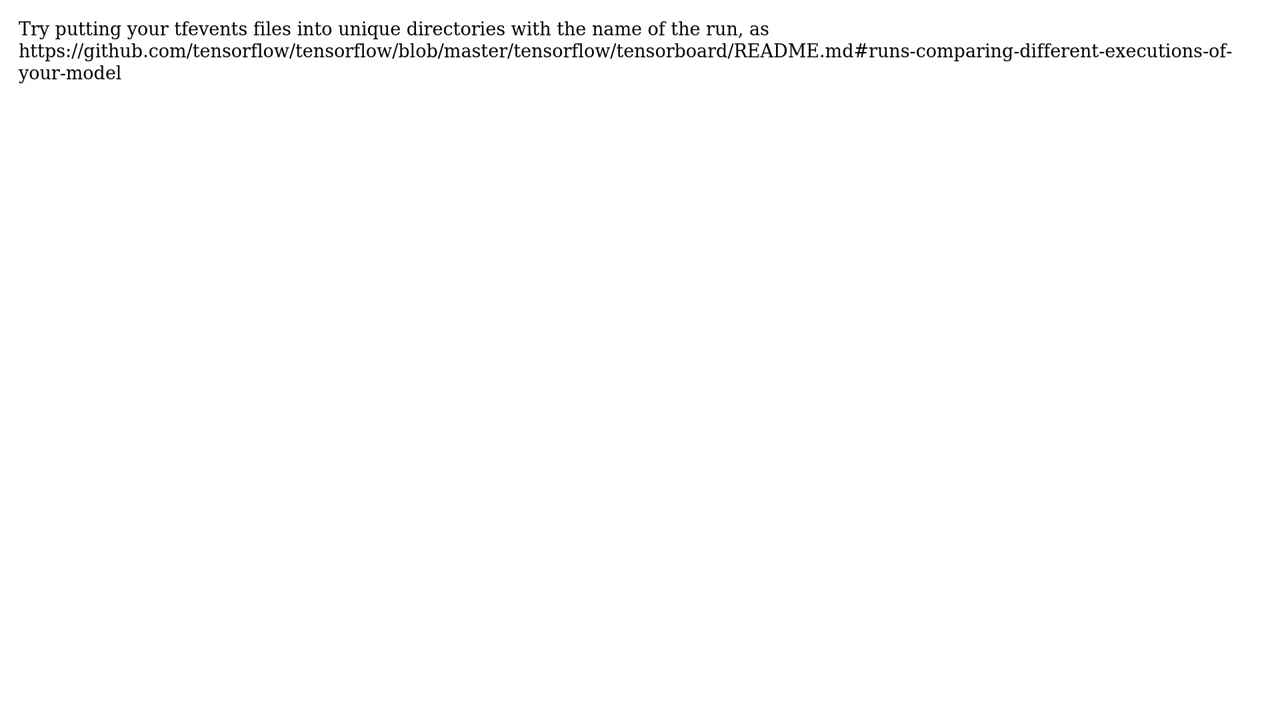 Try putting your tfevents files into unique directories with the name of the run, as
https://github.com/tensorflow/tensorflow/blob/master/tensorflow/tensorboard/README.md#runs-comparing-different-executions-of-
your-model